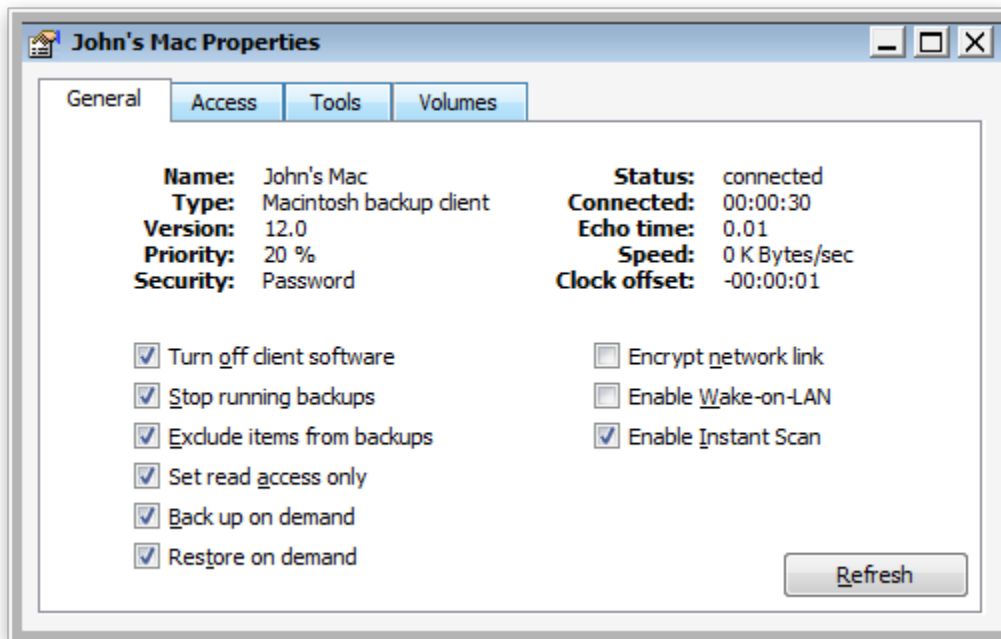 John's Mac Properties
General Access Tools Volumes
Name: John's Mac
Type: Macintosh backup client
Version: 12.0
Priority: 20 %
Security: Password
Status: connected
Connected: 00:00:30
Echo time: 0.01
Speed: 0 K Bytes/sec
Clock offset: -00:00:01
Turn off client software
Stop running backups
Exclude items from backups
Set read access only
Back up on demand
Restore on demand
Encrypt network link
Enable Wake-on-LAN
Enable Instant Scan
Refresh